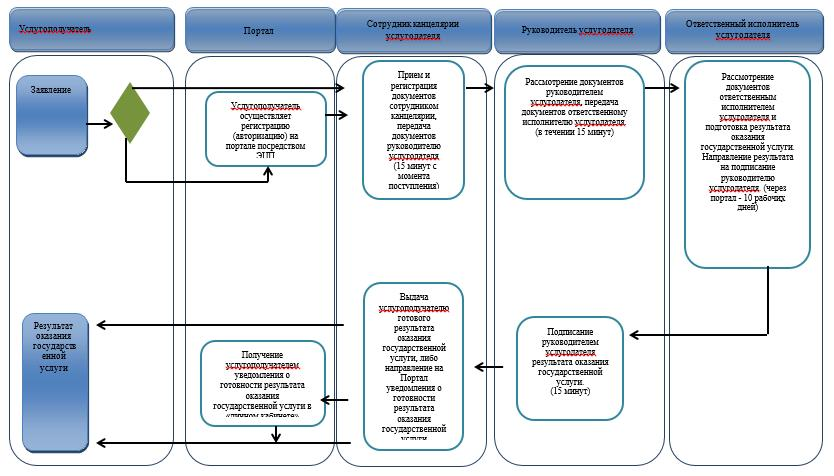 Услугополучатель
Портал
Сотрудник канцелярии
услугодателя
Руководитель услугодателя
Ответственный исполнитель
услугодателя
Заявление
Услугополучатель
осуществляет
регистрацию
(авторизацию) на
портале посредством
ЭЦП
Прием и
регистрация
документов
сотрудником
канцелярии,
передача
документов
руководителю
услугодателя
(15 минут с
момента
поступления)
Рассмотрение документов
руководителем
услугодателя, передача
документов ответственному
исполнителю услугодателя
(в течении 15 минут)
Рассмотрение
документов
ответственным
исполнителем
услугодателя и
подготовка результата
оказания
государственной услуги.
Направление результата
на подписание
руководителю
услугодателя. (через
портал - 10 рабочих
дней)
Результат
оказания
государств
енной
услуги
Получение
услугополучателем
уведомления о
готовности результата
оказания
государственной услуги в
«личном кабинете»
Выдача
услугополучателю
готового
результата
оказания
государственной
услуги, либо
направление на
Портал
уведомления о
готовности
результата
оказания
государственной
услуги
Подписание
руководителем
услугодателя
результата оказания
государственной
услуги.
(15 минут)